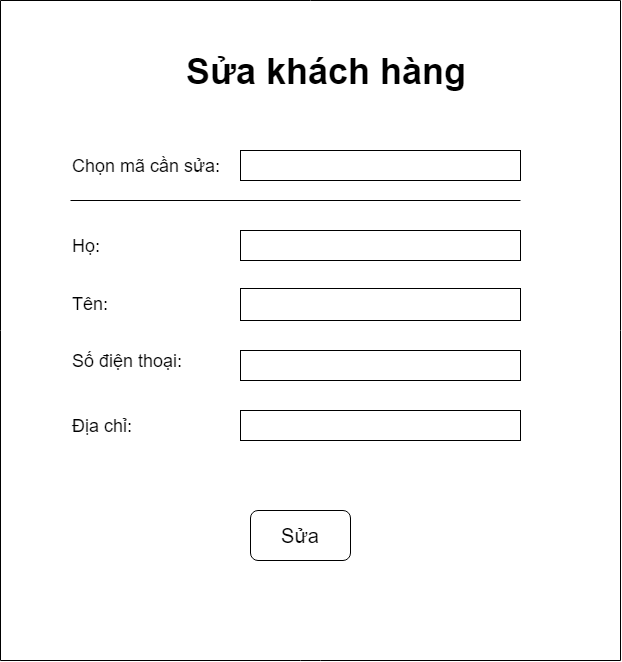 Sửa khách hàng
Chọn mã cần sửa:
Họ:
Tên:
Số điện thoại:
Địa chỉ:
Sửa